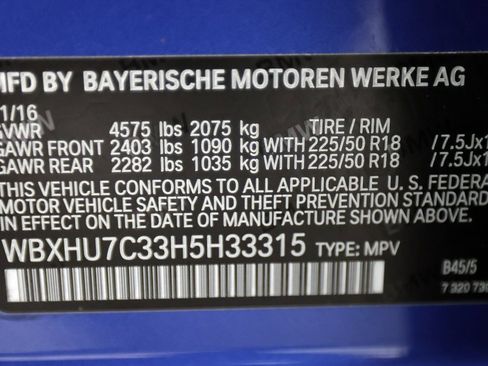 MFD BY BAYERISCHE MOTOREN WERKE AG
1/16
GVWR 4575 lbs 2075 kg TIRE / RIM
GAWR FRONT 2403 lbs 1090 kg WITH 225/50 R18 /7.5Jx1
GAWR REAR 2282 lbs 1035 kg WITH 225/50 R18 /7.5Jx1
THIS VEHICLE CONFORMS TO ALL APPLICABLE U. S. FEDERA
MOTOR VEHICLE SAFETY AND THEFT PREVENTION STANDARD
IN EFFECT ON THE DATE OF MANUFACTURE SHOWN ABOVE.
WBXHU7C33H5H33315 TYPE: MPV
B45/5
7 320 730